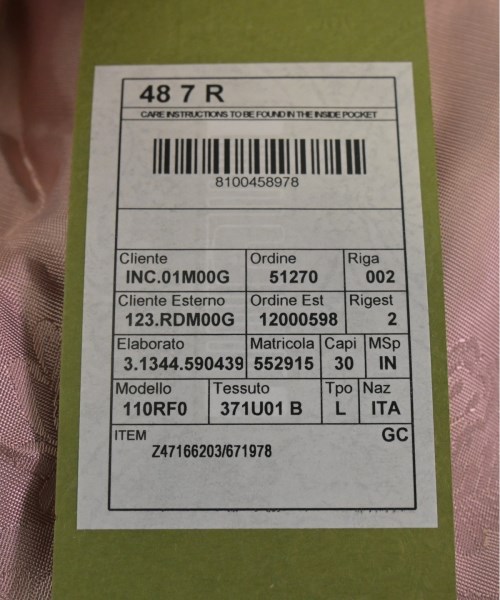 48 7 R
CARE INSTRUCTIONS TO BE FOUND IN THE INSIDE POCKET
8100458978
Cliente Ordine Riga
INC.01M00G 51270 002
Cliente Esterno Ordine Est Rigest
123.RDM00G 12000598 2
Elaborato Matricola Capi MSp
3.1344.590439 552915 30 IN
Modello Tessuto Tpo Naz
110RF0 371U01 B L ITA
ITEM GC
Z47166203/671978